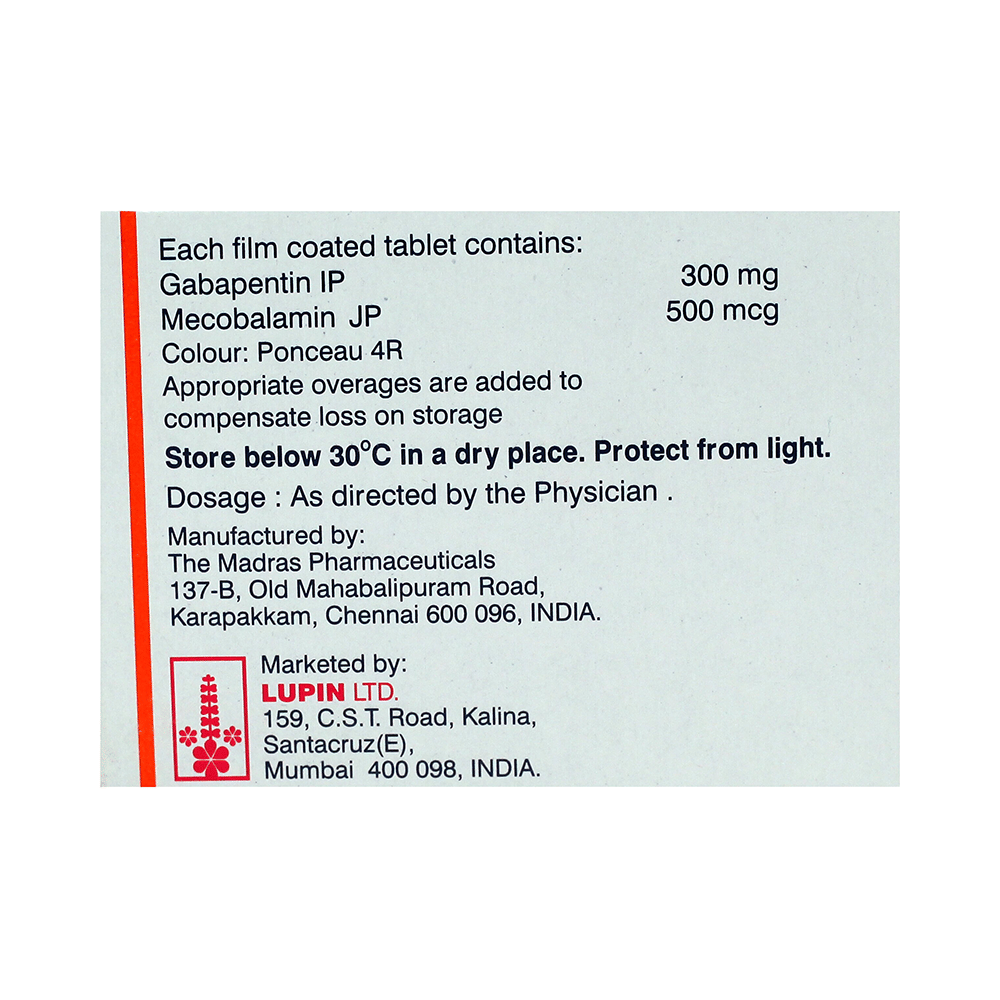 Each film coated tablet contains:
Gabapentin IP 300 mg
Mecobalamin JP 500 mcg
Colour: Ponceau 4R
Appropriate overages are added to
compensate loss on storage
Store below 30°C in a dry place. Protect from light.
Dosage : As directed by the Physician .
Manufactured by:
The Madras Pharmaceuticals
137-B, Old Mahabalipuram Road,
Karapakkam, Chennai 600 096, INDIA.
Marketed by:
LUPIN LTD.
159, C.S.T. Road, Kalina,
Santacruz(E),
Mumbai 400 098, INDIA.